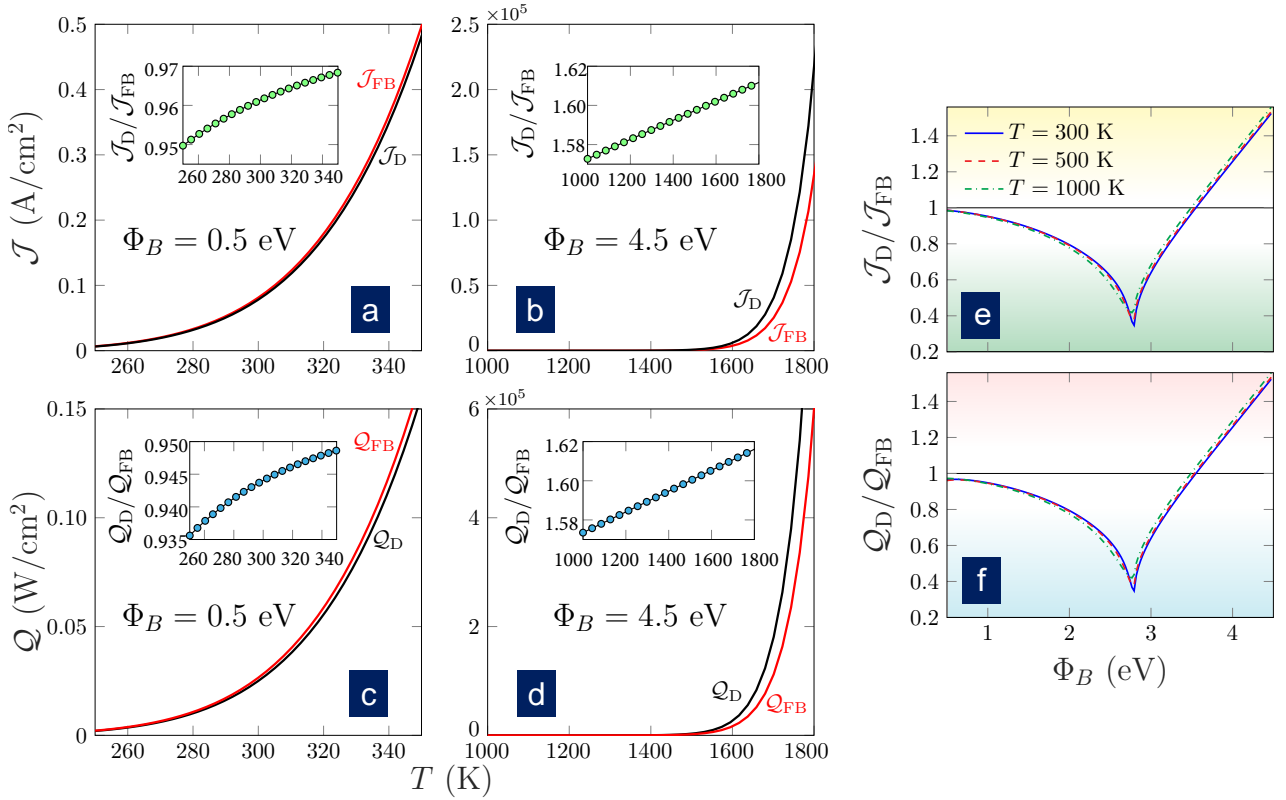 𝒥 (A/cm²)
0.5
0.4
0.3
0.2
0.1
0
260 280 300 320 340
0.97
0.96
0.95
260 280 300 320 340
𝒥_D/𝒥_FB
𝒥_FB
𝒥_D
Φ_B = 0.5 eV
a
×10⁵
2.5
2
1.5
1
0.5
0
1000 1200 1400 1600 1800
1.62
1.60
1.58
1000 1200 1400 1600 1800
𝒥_D/𝒥_FB
Φ_B = 4.5 eV
𝒥_D
𝒥_FB
b
𝒬 (W/cm²)
0.15
0.10
0.05
0
260 280 300 320 340
0.950
0.945
0.940
0.935
260 280 300 320 340
𝒬_D/𝒬_FB
𝒬_FB
𝒬_D
Φ_B = 0.5 eV
c
×10⁵
6
4
2
0
1000 1200 1400 1600 1800
1.62
1.60
1.58
1000 1200 1400 1600 1800
𝒬_D/𝒬_FB
Φ_B = 4.5 eV
𝒬_D
𝒬_FB
d
T (K)
𝒥_D/𝒥_FB
1.4
1.2
1
0.8
0.6
0.4
0.2
T = 300 K
T = 500 K
T = 1000 K
e
𝒬_D/𝒬_FB
1.4
1.2
1
0.8
0.6
0.4
0.2
f
1 2 3 4
Φ_B (eV)